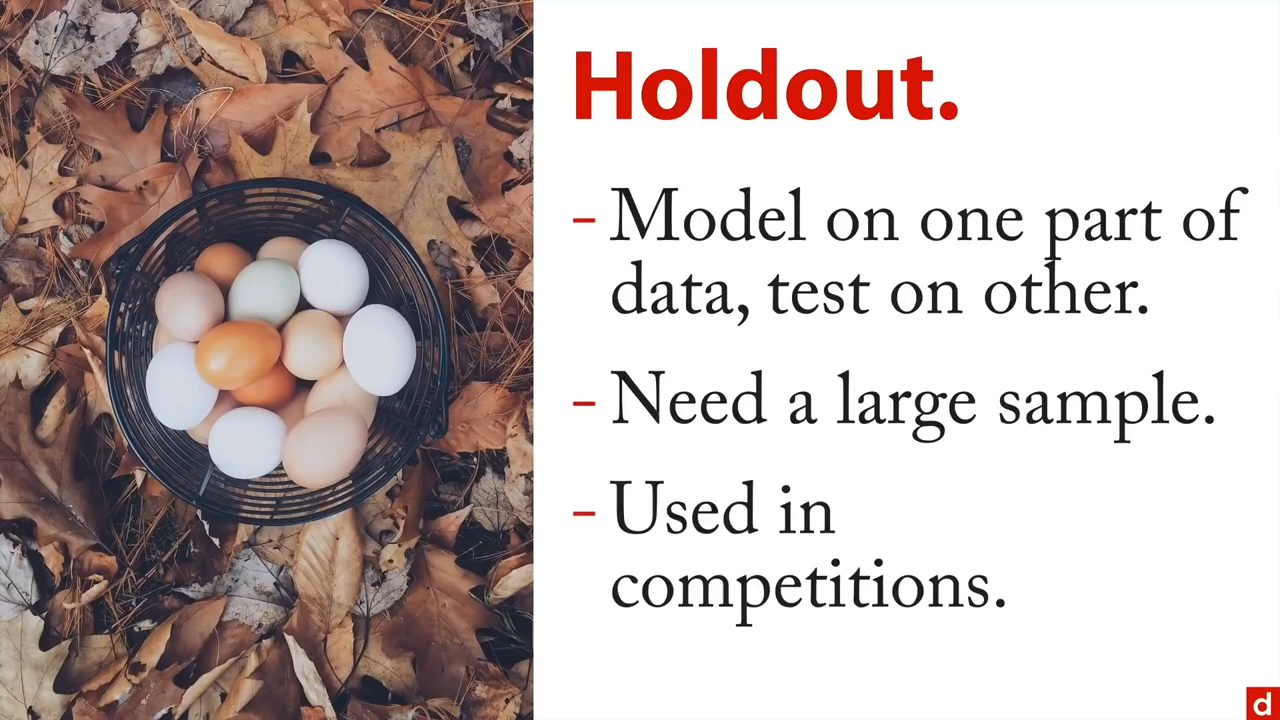 Holdout.
- Model on one part of
data, test on other.
- Need a large sample.
- Used in
competitions.
d